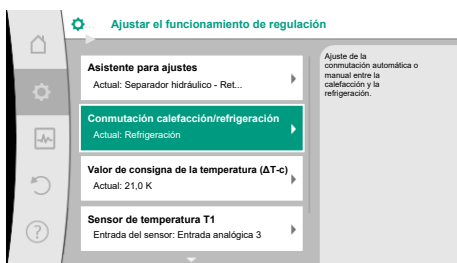 Ajustar el funcionamiento de regulación
Asistente para ajustes
Actual: Separador hidráulico - Ret...
Conmutación calefacción/refrigeración
Actual: Refrigeración
Valor de consigna de la temperatura (ΔT-c)
Actual: 21,0 K
Sensor de temperatura T1
Entrada del sensor: Entrada analógica 3
Ajuste de la
conmutación automática o
manual entre la
calefacción y la
refrigeración.
?